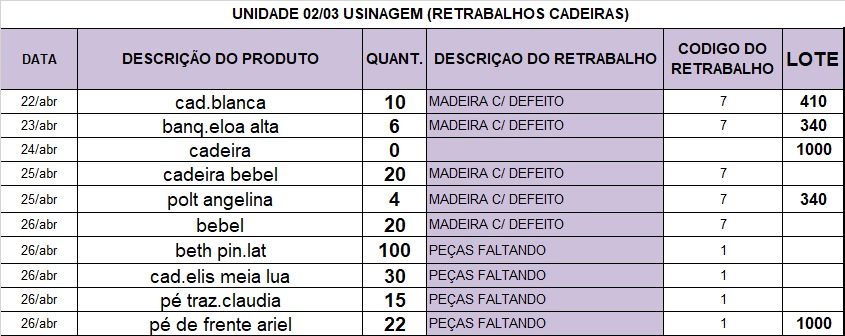 UNIDADE 02/03 USINAGEM (RETRABALHOS CADEIRAS)
DATA DESCRIÇÃO DO PRODUTO QUANT. DESCRIÇAO DO RETRABALHO CODIGO DO RETRABALHO LOTE
22/abr cad.blanca 10 MADEIRA C/ DEFEITO 7 410
23/abr banq.eloa alta 6 MADEIRA C/ DEFEITO 7 340
24/abr cadeira 0 1000
25/abr cadeira bebel 20 MADEIRA C/ DEFEITO 7
25/abr polt angelina 4 MADEIRA C/ DEFEITO 7 340
26/abr bebel 20 MADEIRA C/ DEFEITO 7
26/abr beth pin.lat 100 PEÇAS FALTANDO 1
26/abr cad.elis meia lua 30 PEÇAS FALTANDO 1
26/abr pé traz.claudia 15 PEÇAS FALTANDO 1
26/abr pé de frente ariel 22 PEÇAS FALTANDO 1 1000